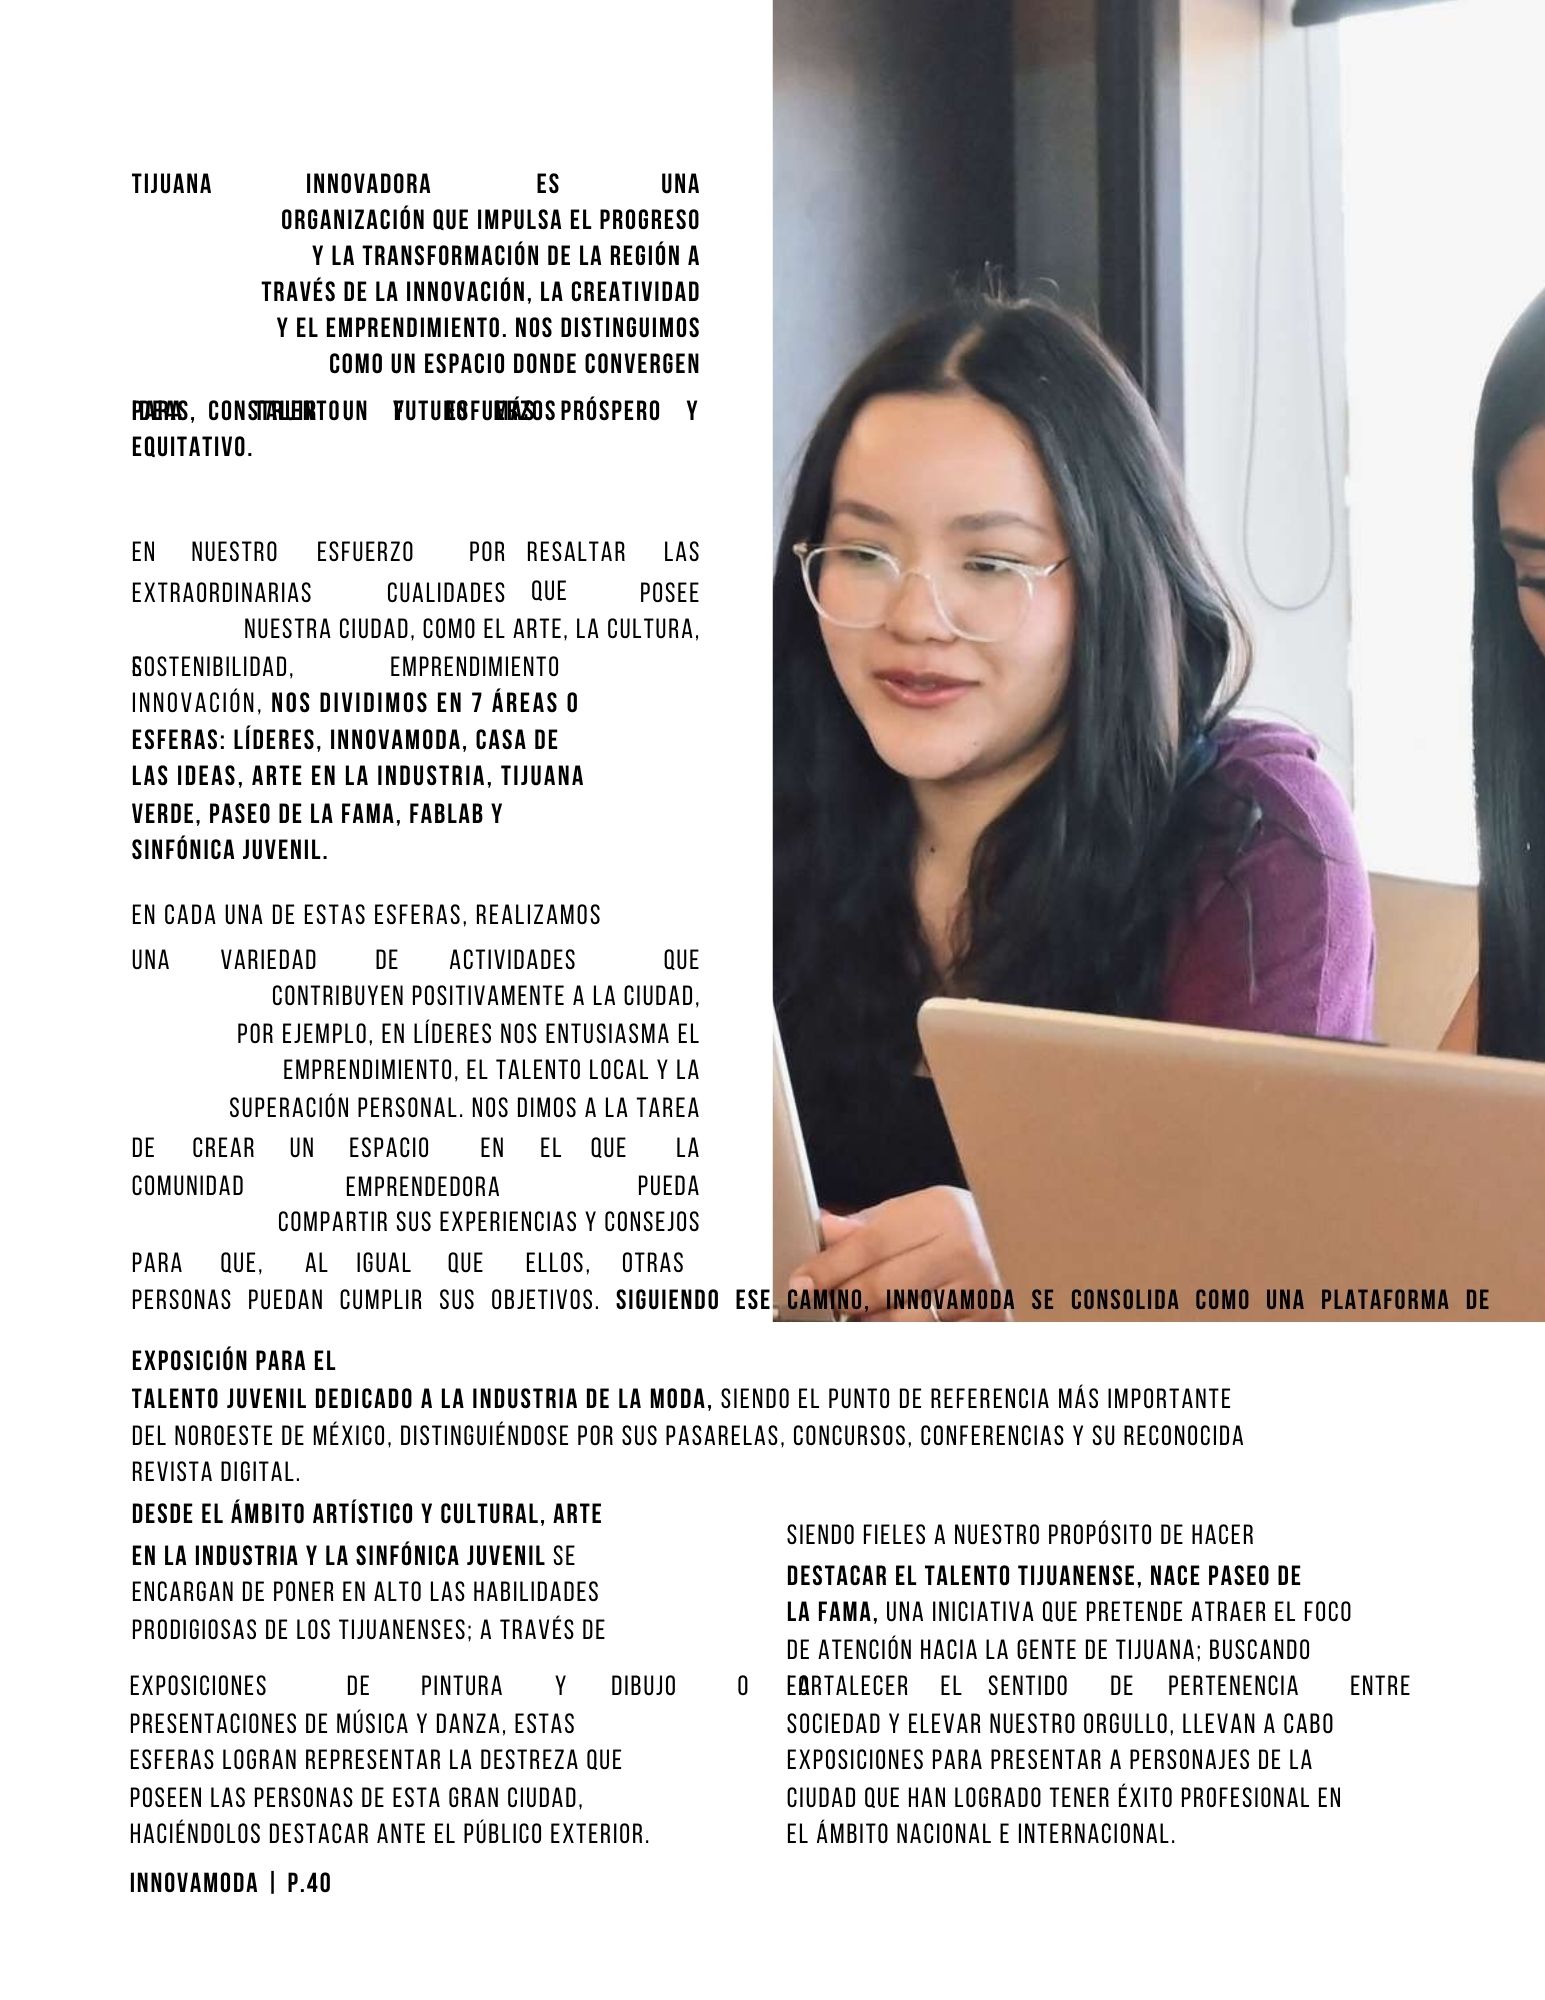 TIJUANA INNOVADORA ES UNA
ORGANIZACIÓN QUE IMPULSA EL PROGRESO
Y LA TRANSFORMACIÓN DE LA REGIÓN A
TRAVÉS DE LA INNOVACIÓN, LA CREATIVIDAD
Y EL EMPRENDIMIENTO. NOS DISTINGUIMOS
COMO UN ESPACIO DONDE CONVERGEN
IDEAS, TALENTO Y ESFUERZOS
PARA CONSTRUIR UN FUTURO MÁS PRÓSPERO Y
EQUITATIVO.
EN NUESTRO ESFUERZO POR RESALTAR LAS
EXTRAORDINARIAS CUALIDADES QUE POSEE
NUESTRA CIUDAD, COMO EL ARTE, LA CULTURA,
SOSTENIBILIDAD, EMPRENDIMIENTO
INNOVACIÓN, NOS DIVIDIMOS EN 7 ÁREAS O
ESFERAS: LÍDERES, INNOVAMODA, CASA DE
LAS IDEAS, ARTE EN LA INDUSTRIA, TIJUANA
VERDE, PASEO DE LA FAMA, FABLAB Y
SINFÓNICA JUVENIL.
EN CADA UNA DE ESTAS ESFERAS, REALIZAMOS
UNA VARIEDAD DE ACTIVIDADES QUE
CONTRIBUYEN POSITIVAMENTE A LA CIUDAD,
POR EJEMPLO, EN LÍDERES NOS ENTUSIASMA EL
EMPRENDIMIENTO, EL TALENTO LOCAL Y LA
SUPERACIÓN PERSONAL. NOS DIMOS A LA TAREA
DE CREAR UN ESPACIO EN EL QUE LA
COMUNIDAD EMPRENDEDORA PUEDA
COMPARTIR SUS EXPERIENCIAS Y CONSEJOS
PARA QUE, AL IGUAL QUE ELLOS, OTRAS
PERSONAS PUEDAN CUMPLIR SUS OBJETIVOS. SIGUIENDO ESE CAMINO, INNOVAMODA SE CONSOLIDA COMO UNA PLATAFORMA DE
EXPOSICIÓN PARA EL
TALENTO JUVENIL DEDICADO A LA INDUSTRIA DE LA MODA, SIENDO EL PUNTO DE REFERENCIA MÁS IMPORTANTE
DEL NOROESTE DE MÉXICO, DISTINGUIÉNDOSE POR SUS PASARELAS, CONCURSOS, CONFERENCIAS Y SU RECONOCIDA
REVISTA DIGITAL.
DESDE EL ÁMBITO ARTÍSTICO Y CULTURAL, ARTE
EN LA INDUSTRIA Y LA SINFÓNICA JUVENIL SE
ENCARGAN DE PONER EN ALTO LAS HABILIDADES
PRODIGIOSAS DE LOS TIJUANENSES; A TRAVÉS DE
EXPOSICIONES DE PINTURA Y DIBUJO O
PRESENTACIONES DE MÚSICA Y DANZA, ESTAS
ESFERAS LOGRAN REPRESENTAR LA DESTREZA QUE
POSEEN LAS PERSONAS DE ESTA GRAN CIUDAD,
HACIÉNDOLOS DESTACAR ANTE EL PÚBLICO EXTERIOR.
SIENDO FIELES A NUESTRO PROPÓSITO DE HACER
DESTACAR EL TALENTO TIJUANENSE, NACE PASEO DE
LA FAMA, UNA INICIATIVA QUE PRETENDE ATRAER EL FOCO
DE ATENCIÓN HACIA LA GENTE DE TIJUANA; BUSCANDO
FORTALECER EL SENTIDO DE PERTENENCIA ENTRE LA
SOCIEDAD Y ELEVAR NUESTRO ORGULLO, LLEVAN A CABO
EXPOSICIONES PARA PRESENTAR A PERSONAJES DE LA
CIUDAD QUE HAN LOGRADO TENER ÉXITO PROFESIONAL EN
EL ÁMBITO NACIONAL E INTERNACIONAL.
INNOVAMODA | P.40